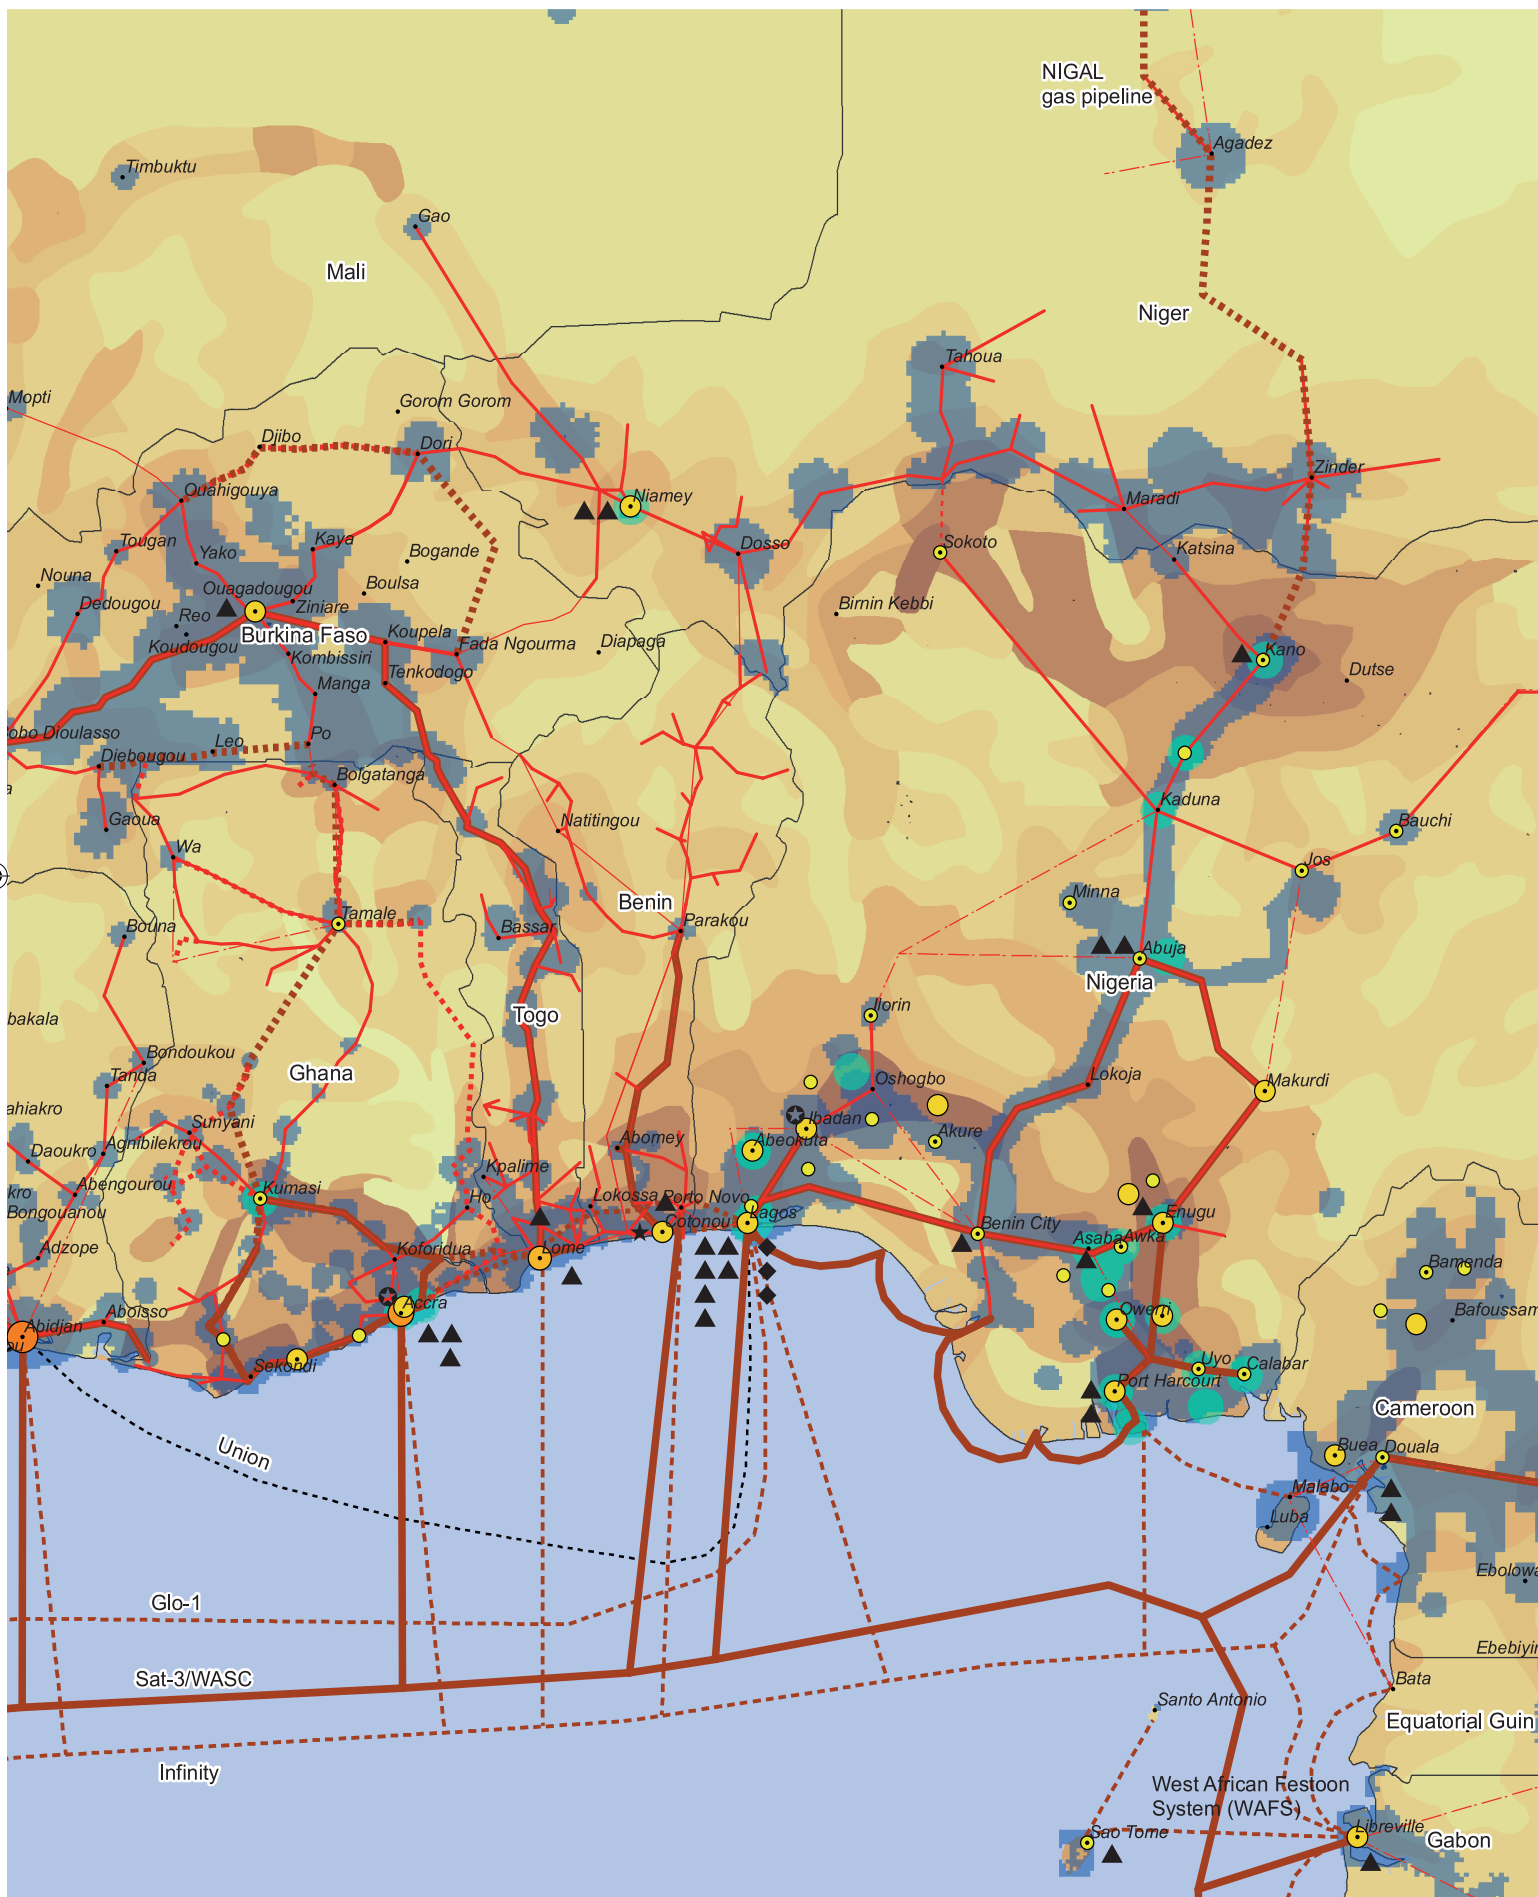 NIGAL
gas pipeline
Agadez
Timbuktu
Gao
Mali
Niger
Tahoua
Mopti
Gorom Gorom
Djibo
Dori
Zinder
Ouahigouya
Niamey
Maradi
Tougan
Yako
Kaya
Bogande
Dosso
Sokoto
Katsina
Nouna
Ouagadougou
Boulsa
Dedougou
Ziniare
Birnin Kebbi
Reo
Burkina Faso
Koupela
Koudougou
Kombissiri
Fada Ngourma
Diapaga
Kano
Tenkodogo
Dutse
Manga
obo Dioulasso
Leo
Po
Diebougou
Bolgatanga
a
Gaoua
Natitingou
Kaduna
Bauchi
Wa
Jos
Minna
Benin
Tamale
Parakou
Bouna
Bassar
Abuja
Nigeria
Ilorin
Togo
bakala
Bondoukou
Ghana
Tanda
Oshogbo
Lokoja
Makurdi
ahiakro
Sunyani
Ibadan
Daoukro
Agnibilekrou
Abomey
Abeokuta
Akure
Kpalime
kro
Abengourou
Kumasi
Ho
Lokossa
Porto Novo
Bongouanou
Cotonou
Lagos
Benin City
Enugu
Asaba
Awka
Adzope
Koforidua
Lome
Bamenda
Aboisso
Accra
Owerri
Bafoussam
Abidjan
ou
Sekondi
Uyo
Calabar
Port Harcourt
Cameroon
Union
Buea
Douala
Malabo
Luba
Ebolowa
Glo-1
Ebebiyin
Sat-3/WASC
Bata
Santo Antonio
Equatorial Guin
Infinity
West African Festoon
System (WAFS)
Sao Tome
Libreville
Gabon